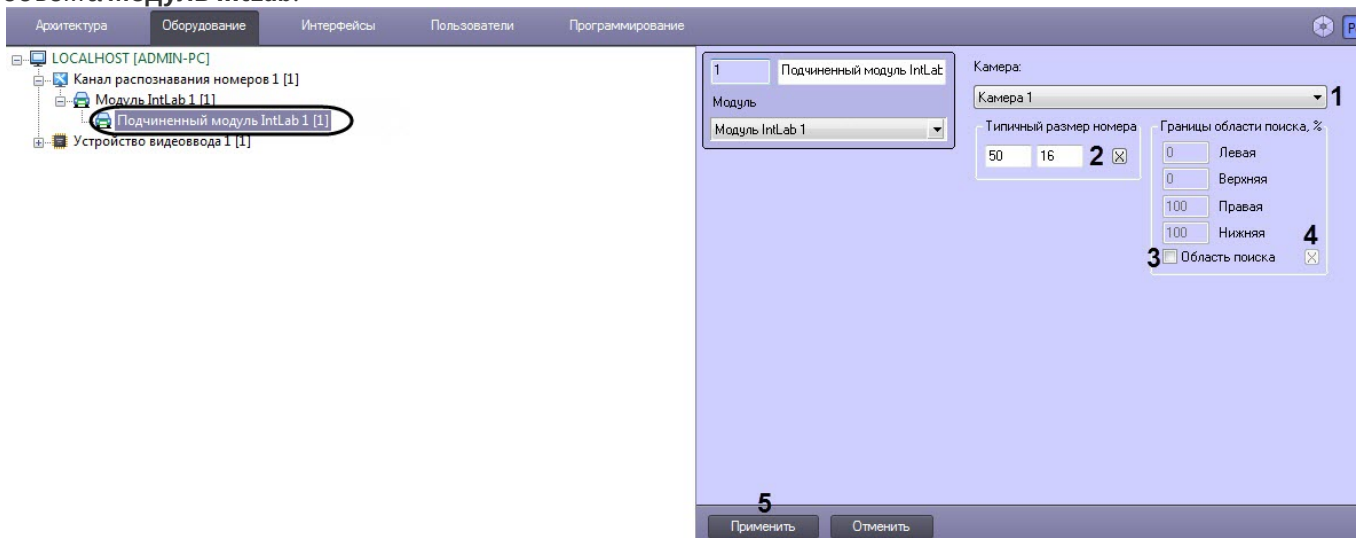 Модуль IntLab.
Архитектура Оборудование Интерфейсы Пользователи Программирование
LOCALHOST [ADMIN-PC]
Канал распознавания номеров 1 [1]
Модуль IntLab 1 [1]
Подчиненный модуль IntLab 1 [1]
Устройство видеоввода 1 [1]
1 Подчиненный модуль IntLab
Модуль
Модуль IntLab 1
Камера:
Камера 1 1
Типичный размер номера
50 16 2
Границы области поиска, %
0 Левая
0 Верхняя
100 Правая
100 Нижняя 4
3 Область поиска
5
Применить Отменить